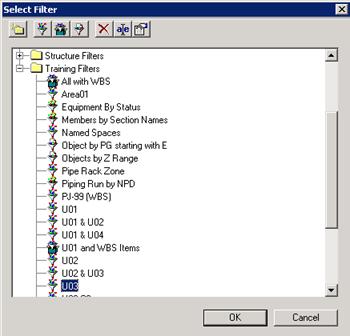 Select Filter
Structure Filters
Training Filters
All with WBS
Area01
Equipment By Status
Members by Section Names
Named Spaces
Object by PG starting with E
Objects by Z Range
Pipe Rack Zone
Piping Run by NPD
PJ-99 (WBS)
U01
U01 & U02
U01 & U04
U01 and WBS Items
U02
U02 & U03
U03
OK Cancel